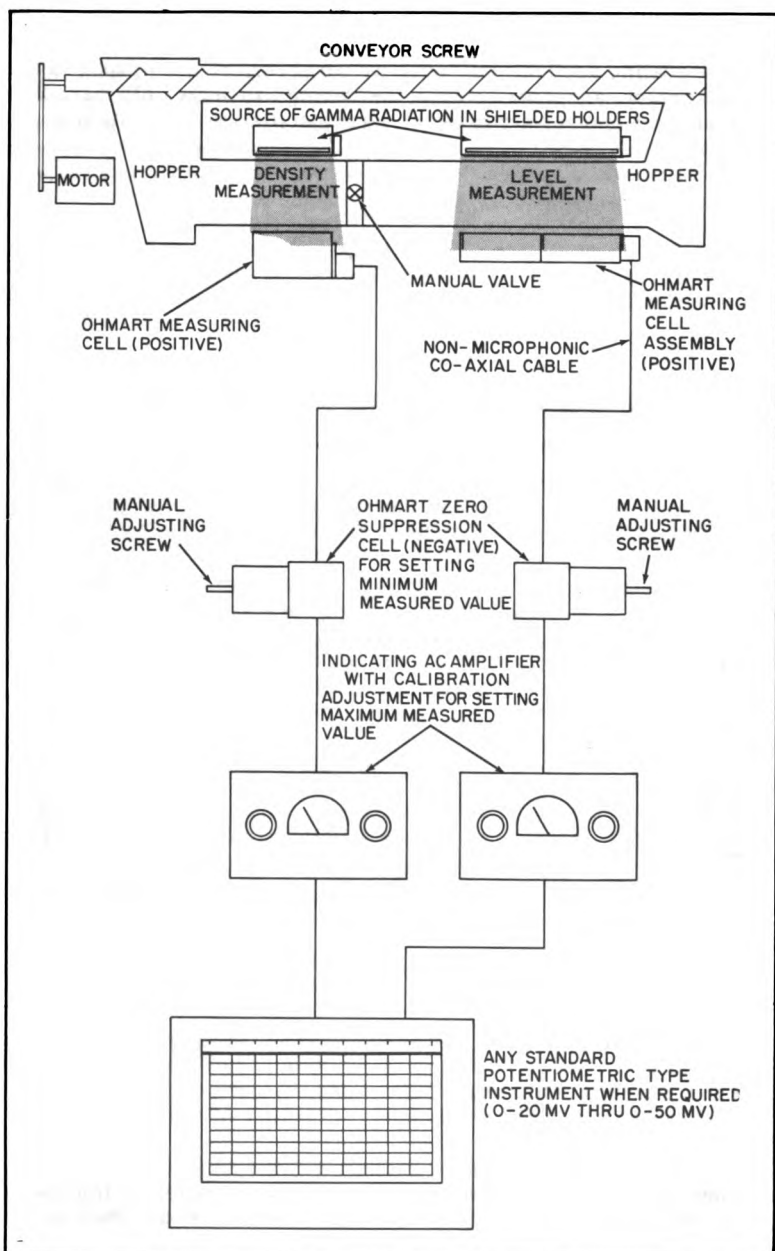 CONVEYOR SCREW
SOURCE OF GAMMA RADIATION IN SHIELDED HOLDERS
MOTOR
HOPPER
DENSITY
MEASUREMENT
LEVEL
MEASUREMENT
HOPPER
MANUAL VALVE
OHMART MEASURING
CELL (POSITIVE)
OHMART
MEASURING
CELL
ASSEMBLY
(POSITIVE)
NON-MICROPHONIC
CO-AXIAL CABLE
MANUAL
ADJUSTING
SCREW
OHMART ZERO
SUPPRESSION
CELL (NEGATIVE)
FOR SETTING
MINIMUM
MEASURED VALUE
MANUAL
ADJUSTING
SCREW
INDICATING AC AMPLIFIER
WITH CALIBRATION
ADJUSTMENT FOR SETTING
MAXIMUM MEASURED
VALUE
ANY STANDARD
POTENTIOMETRIC TYPE
INSTRUMENT WHEN REQUIRED
(0-20 MV THRU 0-50 MV)